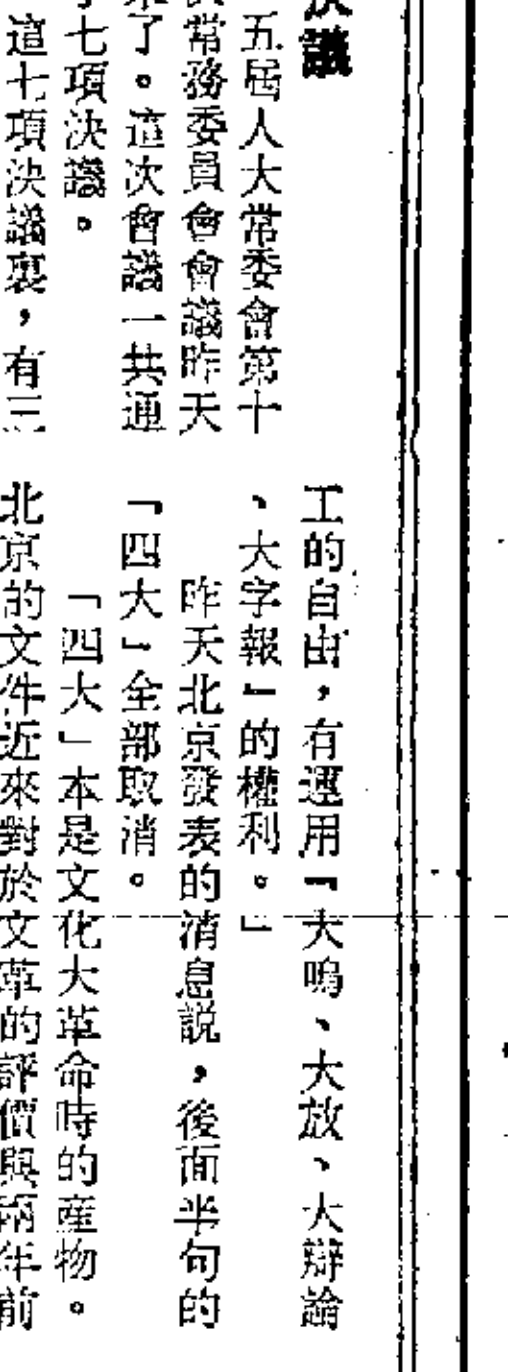 決議
五屆人大常委會第十
常務委員會會議昨天
了。這次會議一共通
七項決議。
這七項決議裏，有三
工的自由，有運用『大鳴、大放、大辯論
、大字報』的權利。」
昨天北京發表的消息説，後面半句的
「四大」全部取消。
「四大」本是文化大革命時的産物。
北京的文件近來對於文革的評價與兩年前